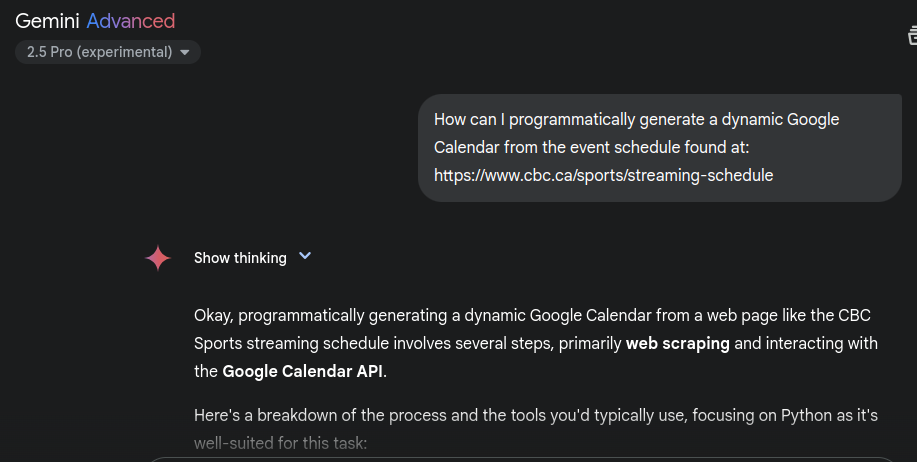 Gemini Advanced
2.5 Pro (experimental)
How can I programmatically generate a dynamic Google
Calendar from the event schedule found at:
https://www.cbc.ca/sports/streaming-schedule
Show thinking
Okay, programmatically generating a dynamic Google Calendar from a web page like the CBC
Sports streaming schedule involves several steps, primarily web scraping and interacting with
the Google Calendar API.
Here's a breakdown of the process and the tools you'd typically use, focusing on Python as it's
well-suited for this task: